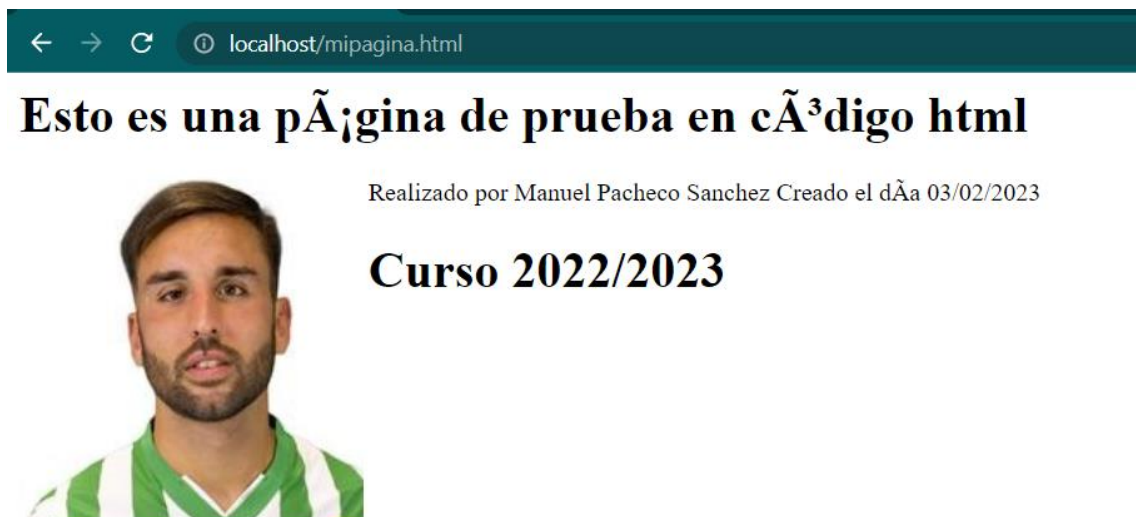 localhost/mipagina.html
Esto es una pÃ¡gina de prueba en cÃ³digo html
Realizado por Manuel Pacheco Sanchez Creado el dÃa 03/02/2023
Curso 2022/2023